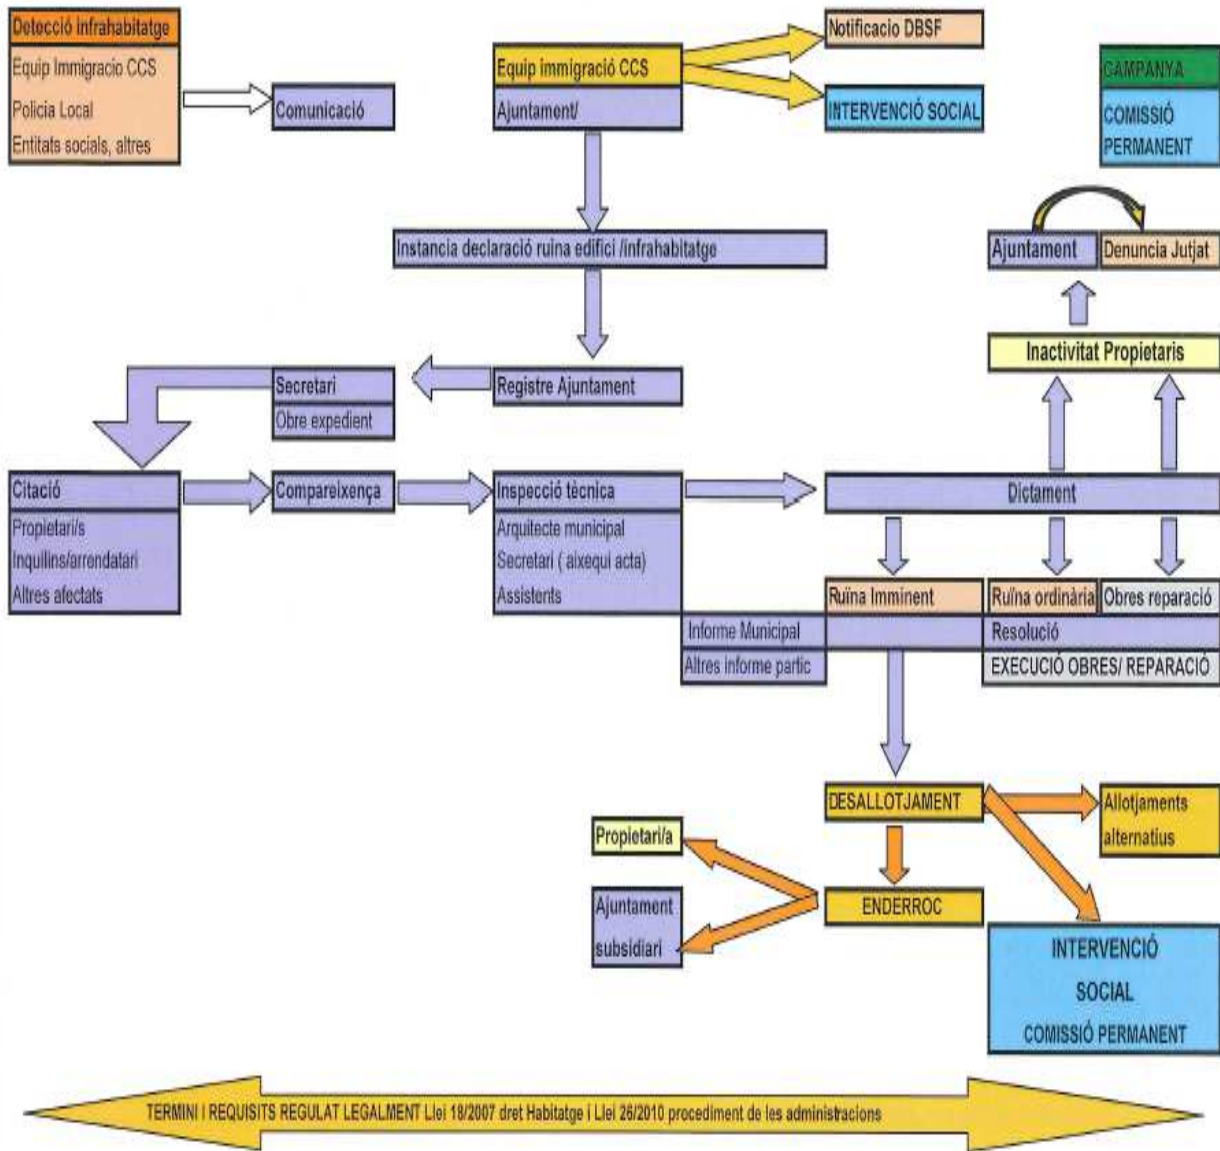 Detecció infrahabitatge
Equip Immigracio CCS
Policia Local
Entitats socials, altres
Comunicació
Equip immigració CCS
Ajuntament/
Notificacio DBSF
INTERVENCIÓ SOCIAL
CAMPANYA
COMISSIÓ
PERMANENT
Instancia declaració ruina edifici /infrahabitatge
Ajuntament
Denuncia Jutjat
Inactivitat Propietaris
Secretari
Obre expedient
Registre Ajuntament
Citació
Propietari/s
Inquilins/arrendatari
Altres afectats
Compareixença
Inspecció tècnica
Arquitecte municipal
Secretari ( aixequi acta)
Assistents
Dictament
Ruïna Imminent
Ruïna ordinària
Obres reparació
Informe Municipal
Resolució
Altres informe partic
EXECUCIÓ OBRES/ REPARACIÓ
DESALLOTJAMENT
Allotjaments
alternatius
Propietari/a
Ajuntament
subsidiari
ENDERROC
INTERVENCIÓ
SOCIAL
COMISSIÓ PERMANENT
TERMINI I REQUISITS REGULAT LEGALMENT Llei 18/2007 dret Habitatge i Llei 26/2010 procediment de les administracions